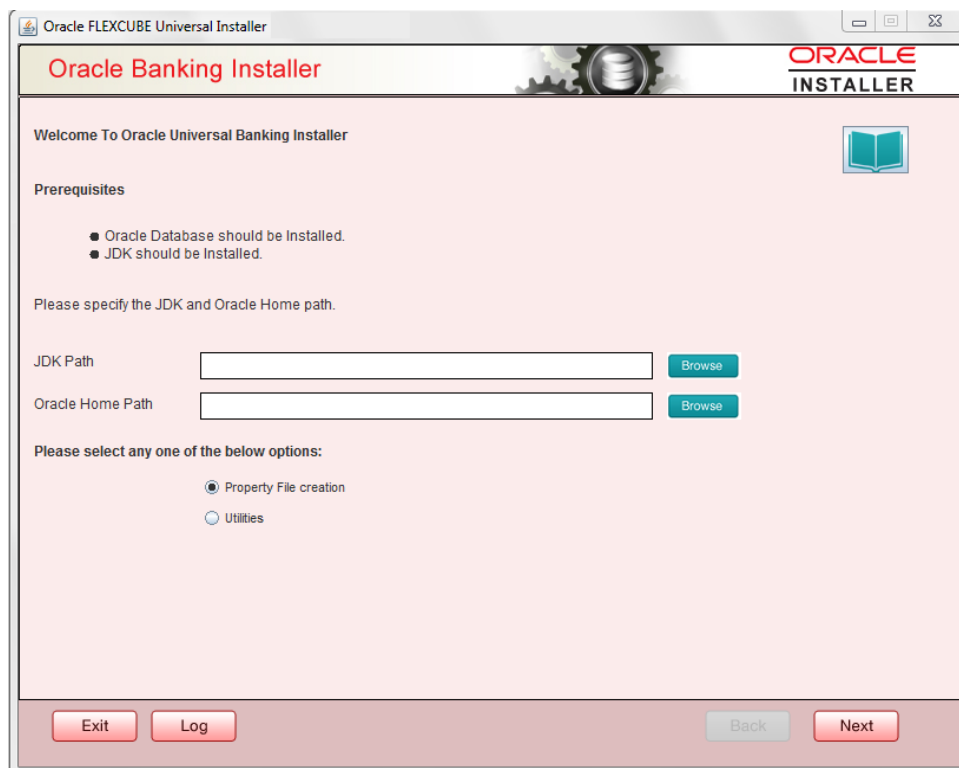 Oracle FLEXCUBE Universal Installer
Oracle Banking Installer
ORACLE
INSTALLER
Welcome To Oracle Universal Banking Installer
Prerequisites
Oracle Database should be Installed.
JDK should be Installed.
Please specify the JDK and Oracle Home path.
JDK Path
Browse
Oracle Home Path
Browse
Please select any one of the below options:
Property File creation
Utilities
Exit
Log
Back
Next